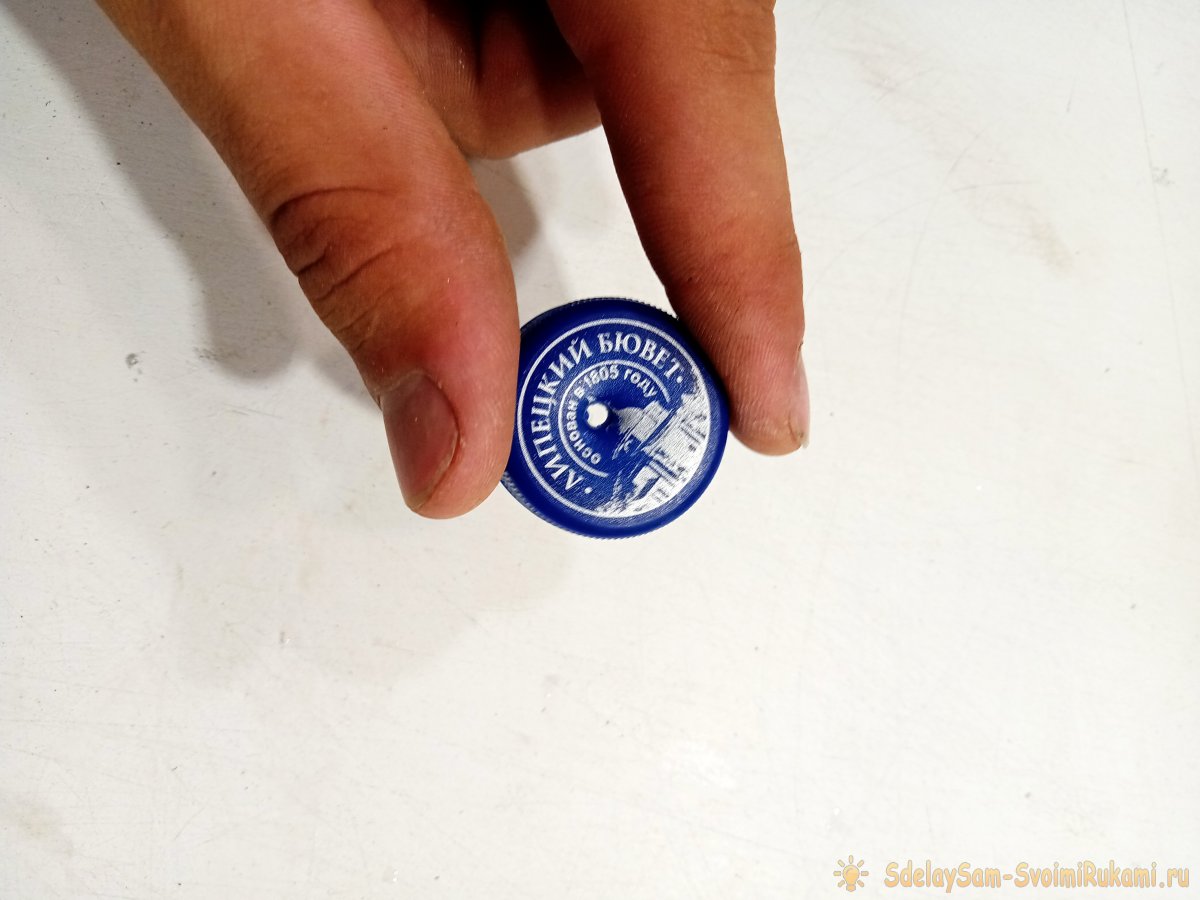 • ЛИПЕЦКИЙ БЮВЕТ •
основан в 1805 году
SdelaySam-SvoimiRukami.ru